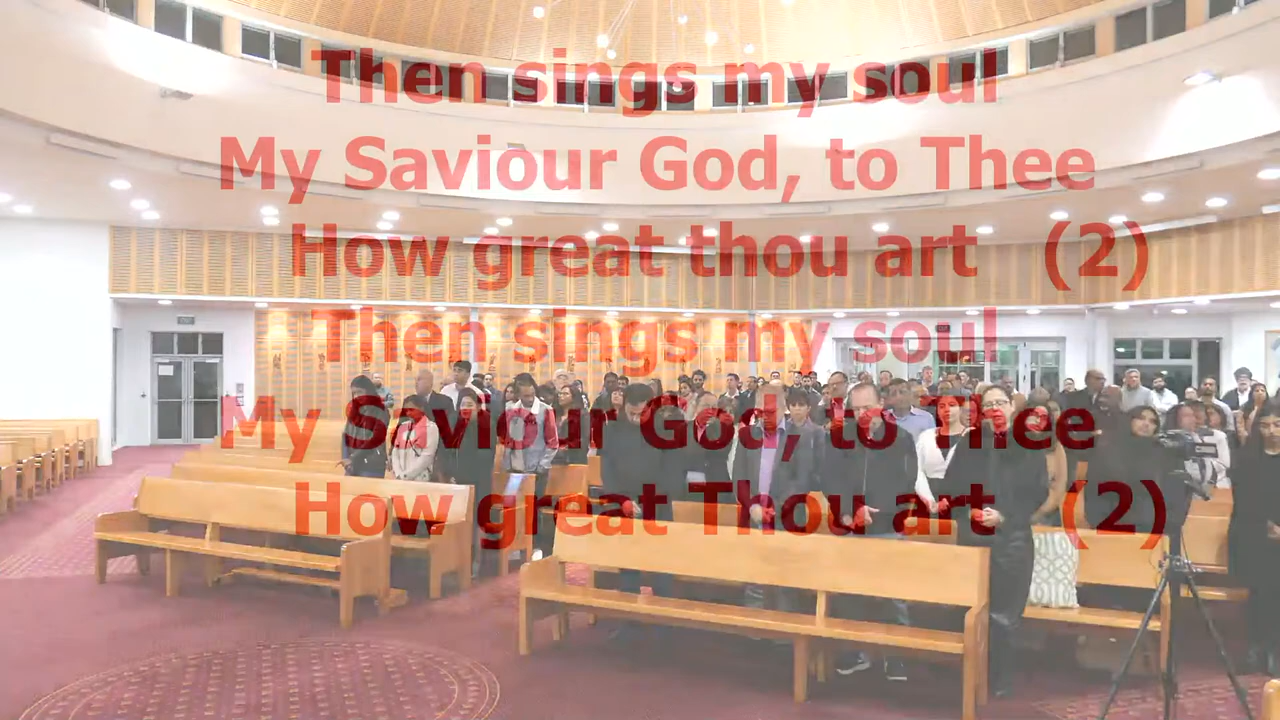 Then sings my soul
My Saviour God, to Thee
How great thou art (2)
Then sings my soul
My Saviour God, to Thee
How great Thou art (2)